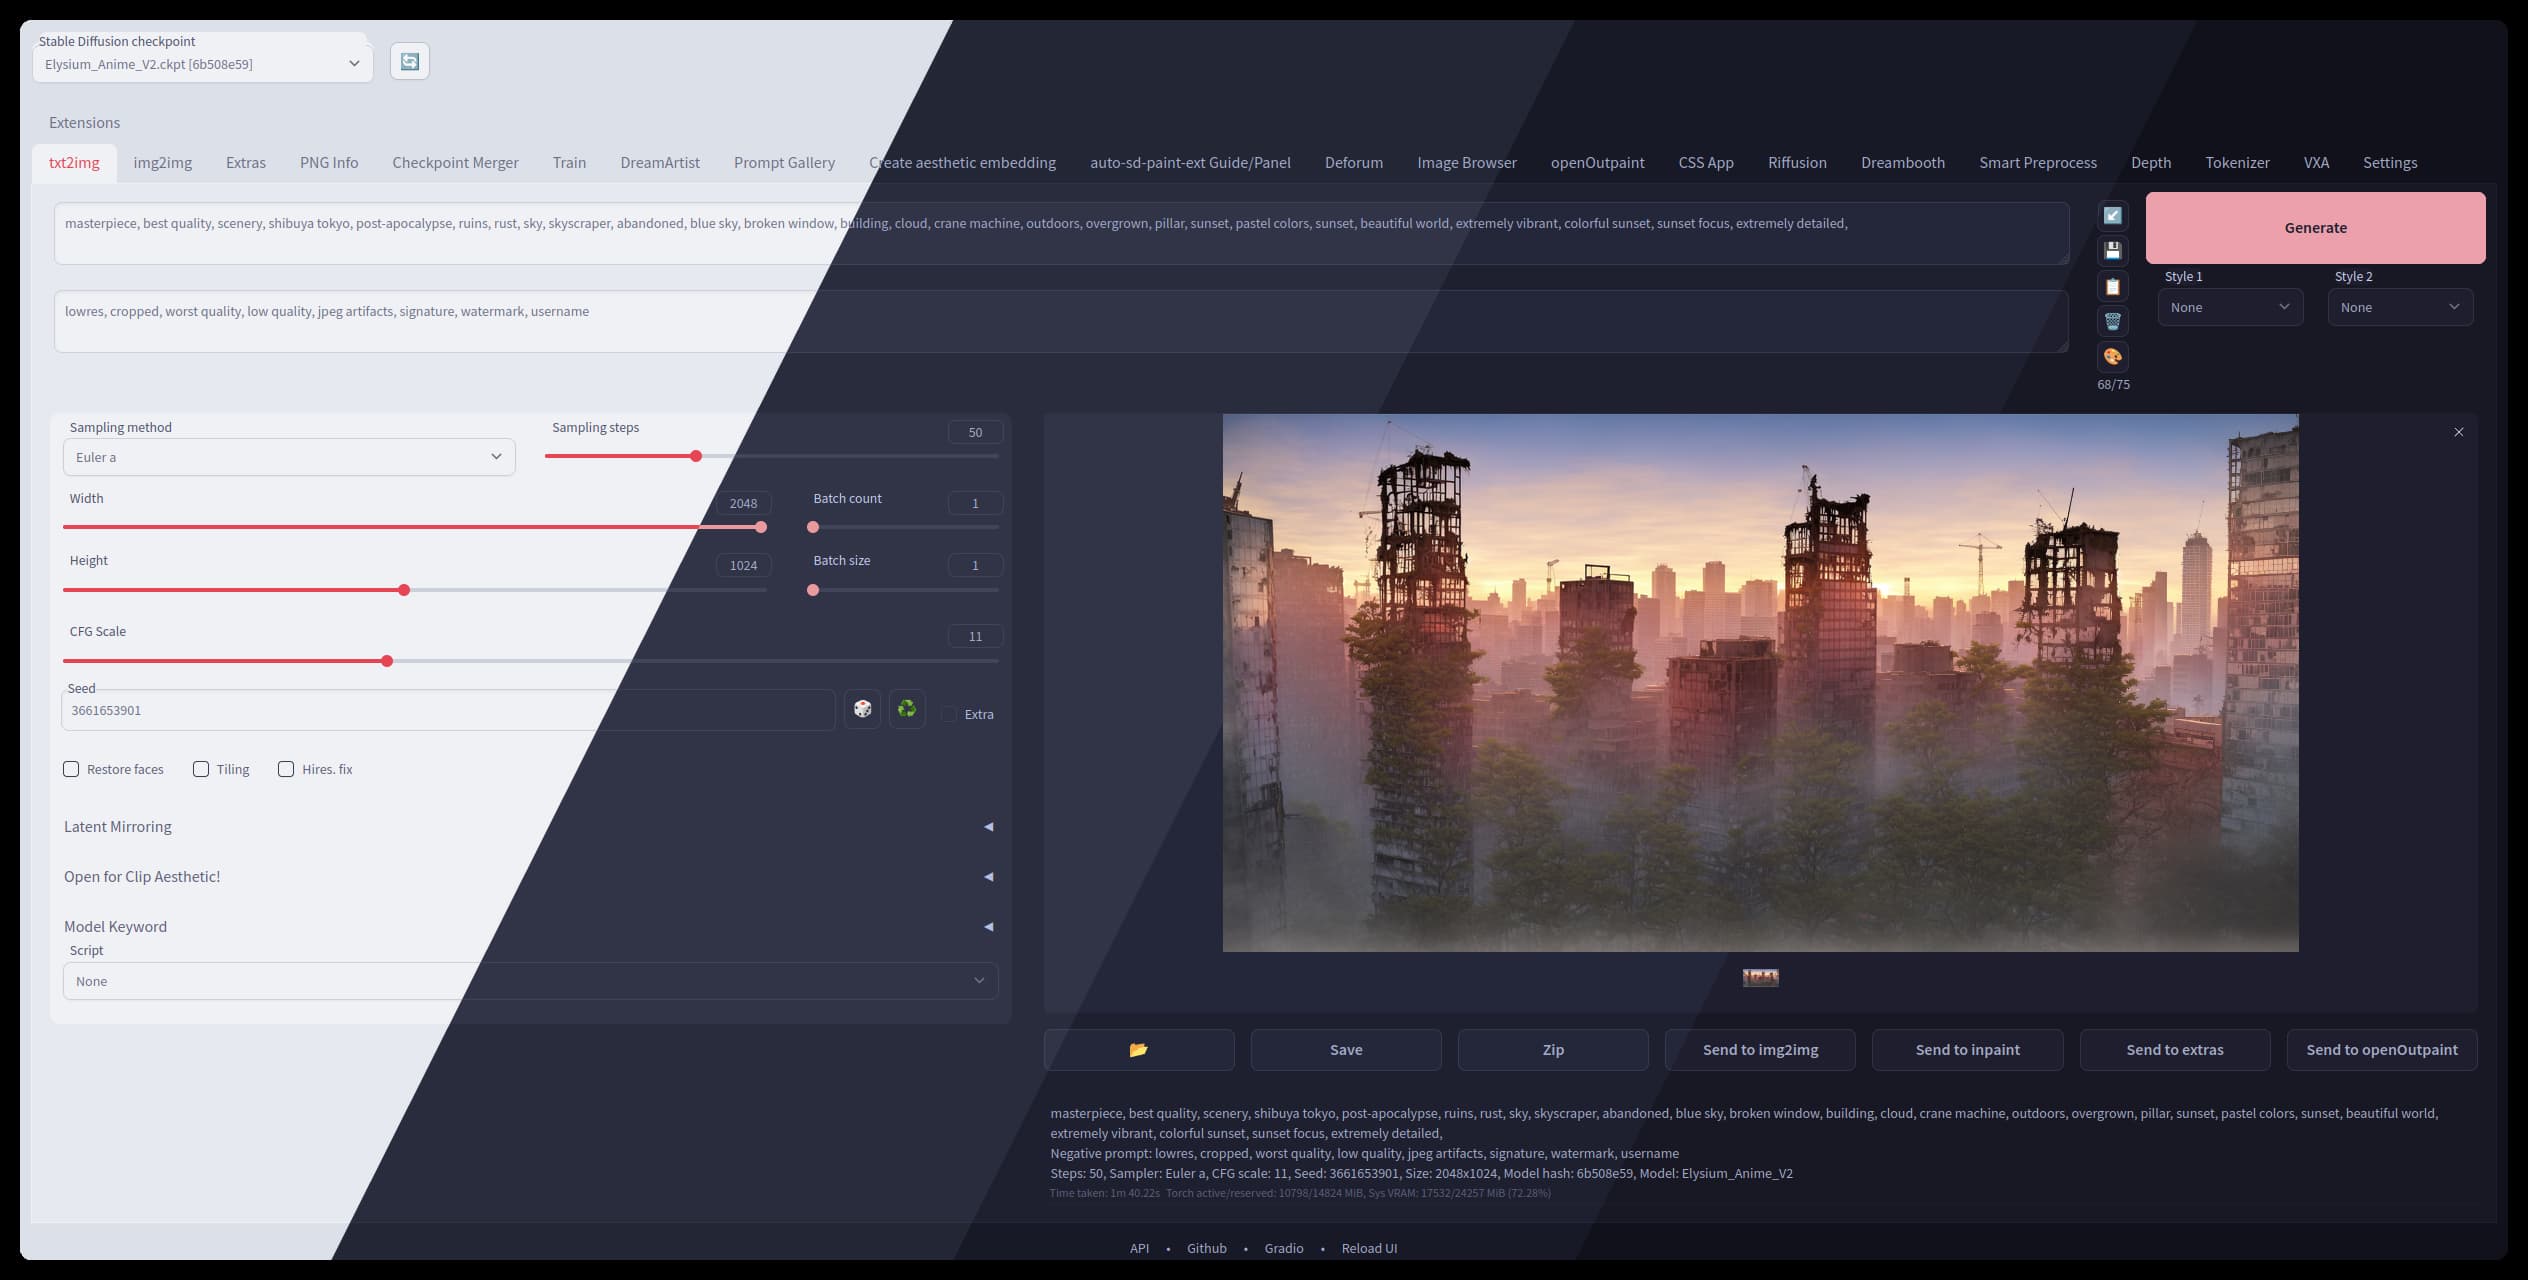 Stable Diffusion checkpoint
Elysium_Anime_V2.ckpt [6b508e59]
Extensions
txt2img img2img Extras PNG Info Checkpoint Merger Train DreamArtist Prompt Gallery Create aesthetic embedding auto-sd-paint-ext Guide/Panel Deforum Image Browser openOutpaint CSS App Riffusion Dreambooth Smart Preprocess Depth Tokenizer VXA Settings
masterpiece, best quality, scenery, shibuya tokyo, post-apocalypse, ruins, rust, sky, skyscraper, abandoned, blue sky, broken window, building, cloud, crane machine, outdoors, overgrown, pillar, sunset, pastel colors, sunset, beautiful world, extremely vibrant, colorful sunset, sunset focus, extremely detailed,
Generate
Style 1 Style 2
None None
lowres, cropped, worst quality, low quality, jpeg artifacts, signature, watermark, username
68/75
Sampling method Sampling steps 50
Euler a
Width 2048 Batch count 1
Height 1024 Batch size 1
CFG Scale 11
Seed
3661653901 Extra
Restore faces Tiling Hires. fix
Latent Mirroring
Open for Clip Aesthetic!
Model Keyword
Script
None
Save Zip Send to img2img Send to inpaint Send to extras Send to openOutpaint
masterpiece, best quality, scenery, shibuya tokyo, post-apocalypse, ruins, rust, sky, skyscraper, abandoned, blue sky, broken window, building, cloud, crane machine, outdoors, overgrown, pillar, sunset, pastel colors, sunset, beautiful world,
extremely vibrant, colorful sunset, sunset focus, extremely detailed,
Negative prompt: lowres, cropped, worst quality, low quality, jpeg artifacts, signature, watermark, username
Steps: 50, Sampler: Euler a, CFG scale: 11, Seed: 3661653901, Size: 2048x1024, Model hash: 6b508e59, Model: Elysium_Anime_V2
Time taken: 1m 40.22s Torch active/reserved: 10798/14824 MiB, Sys VRAM: 17532/24257 MiB (72.28%)
API • Github • Gradio • Reload UI